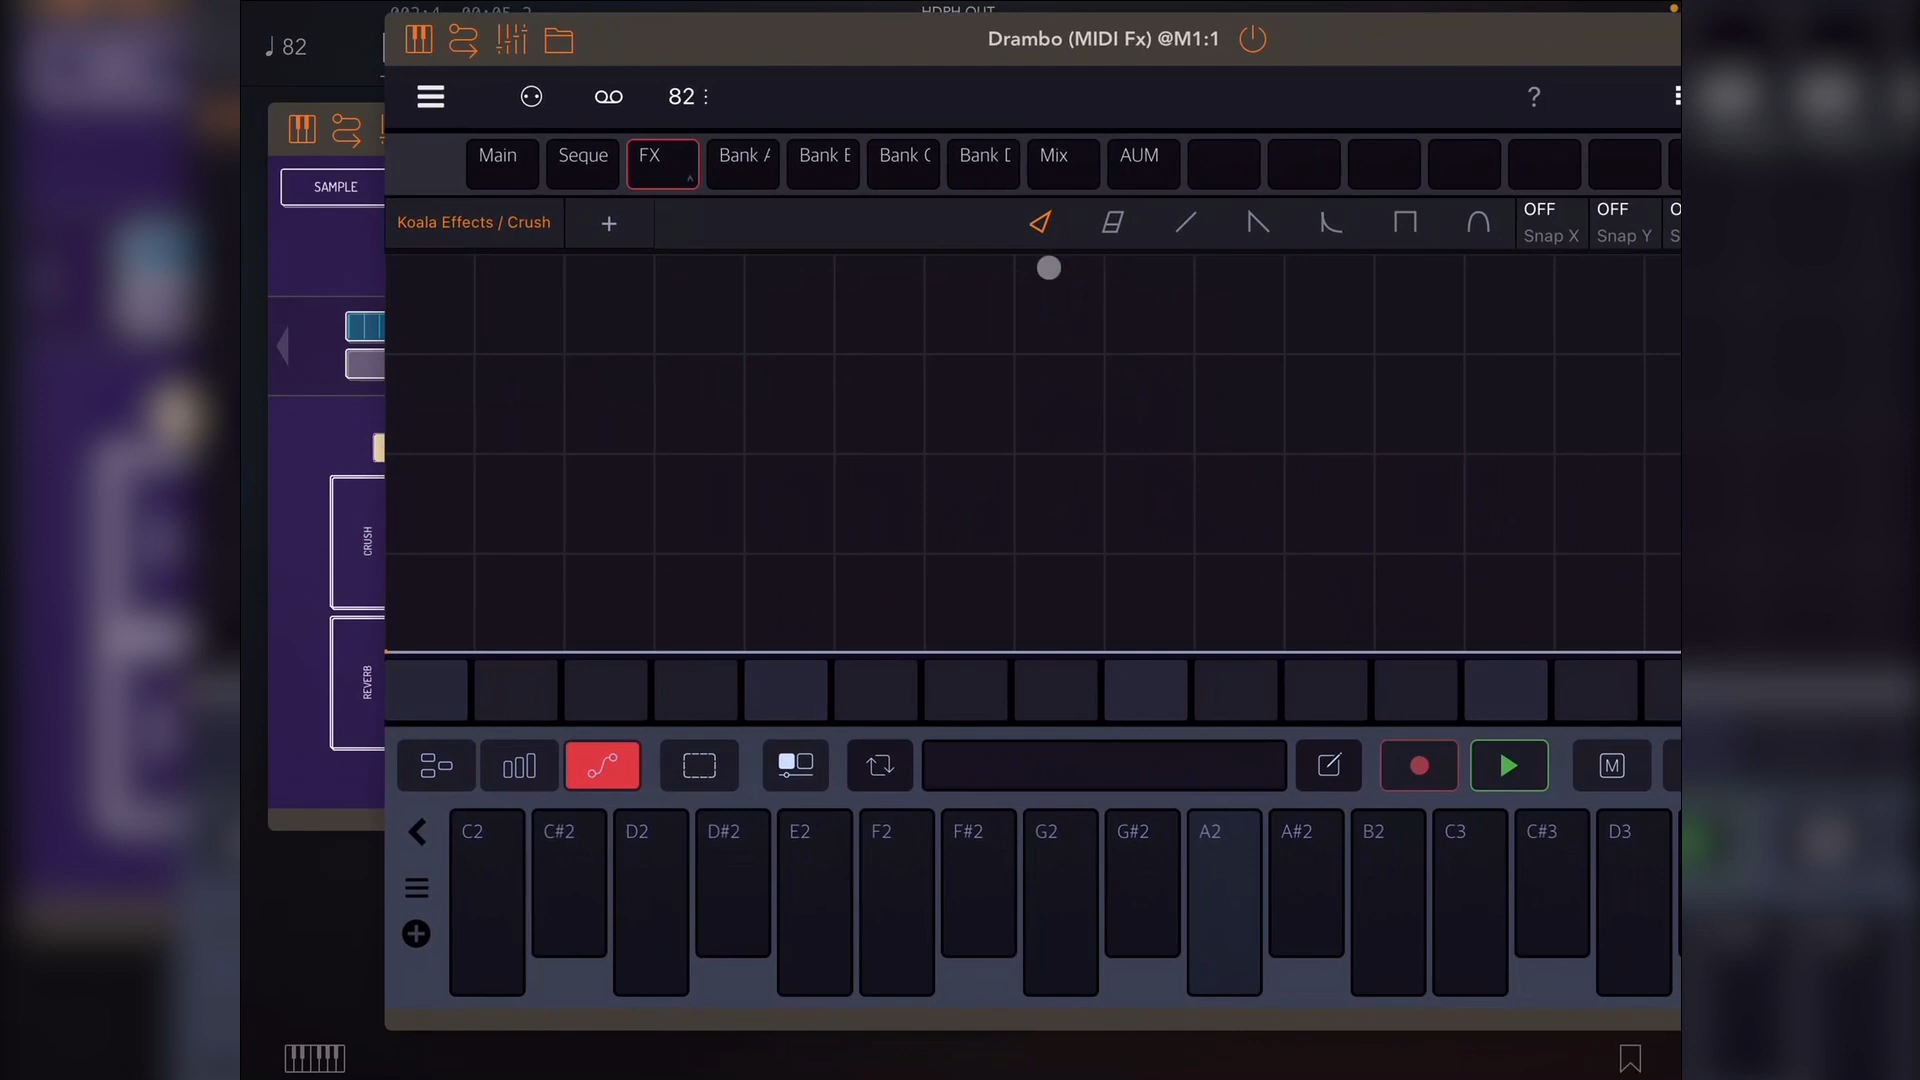 HDPH OUT
82
Drambo (MIDI Fx) @M1:1
82
?
Main
Seque
FX
Bank A
Bank B
Bank C
Bank D
Mix
AUM
SAMPLE
Koala Effects / Crush
+
OFF
Snap X
OFF
Snap Y
CRUSH
REVERB
M
C2
C#2
D2
D#2
E2
F2
F#2
G2
G#2
A2
A#2
B2
C3
C#3
D3